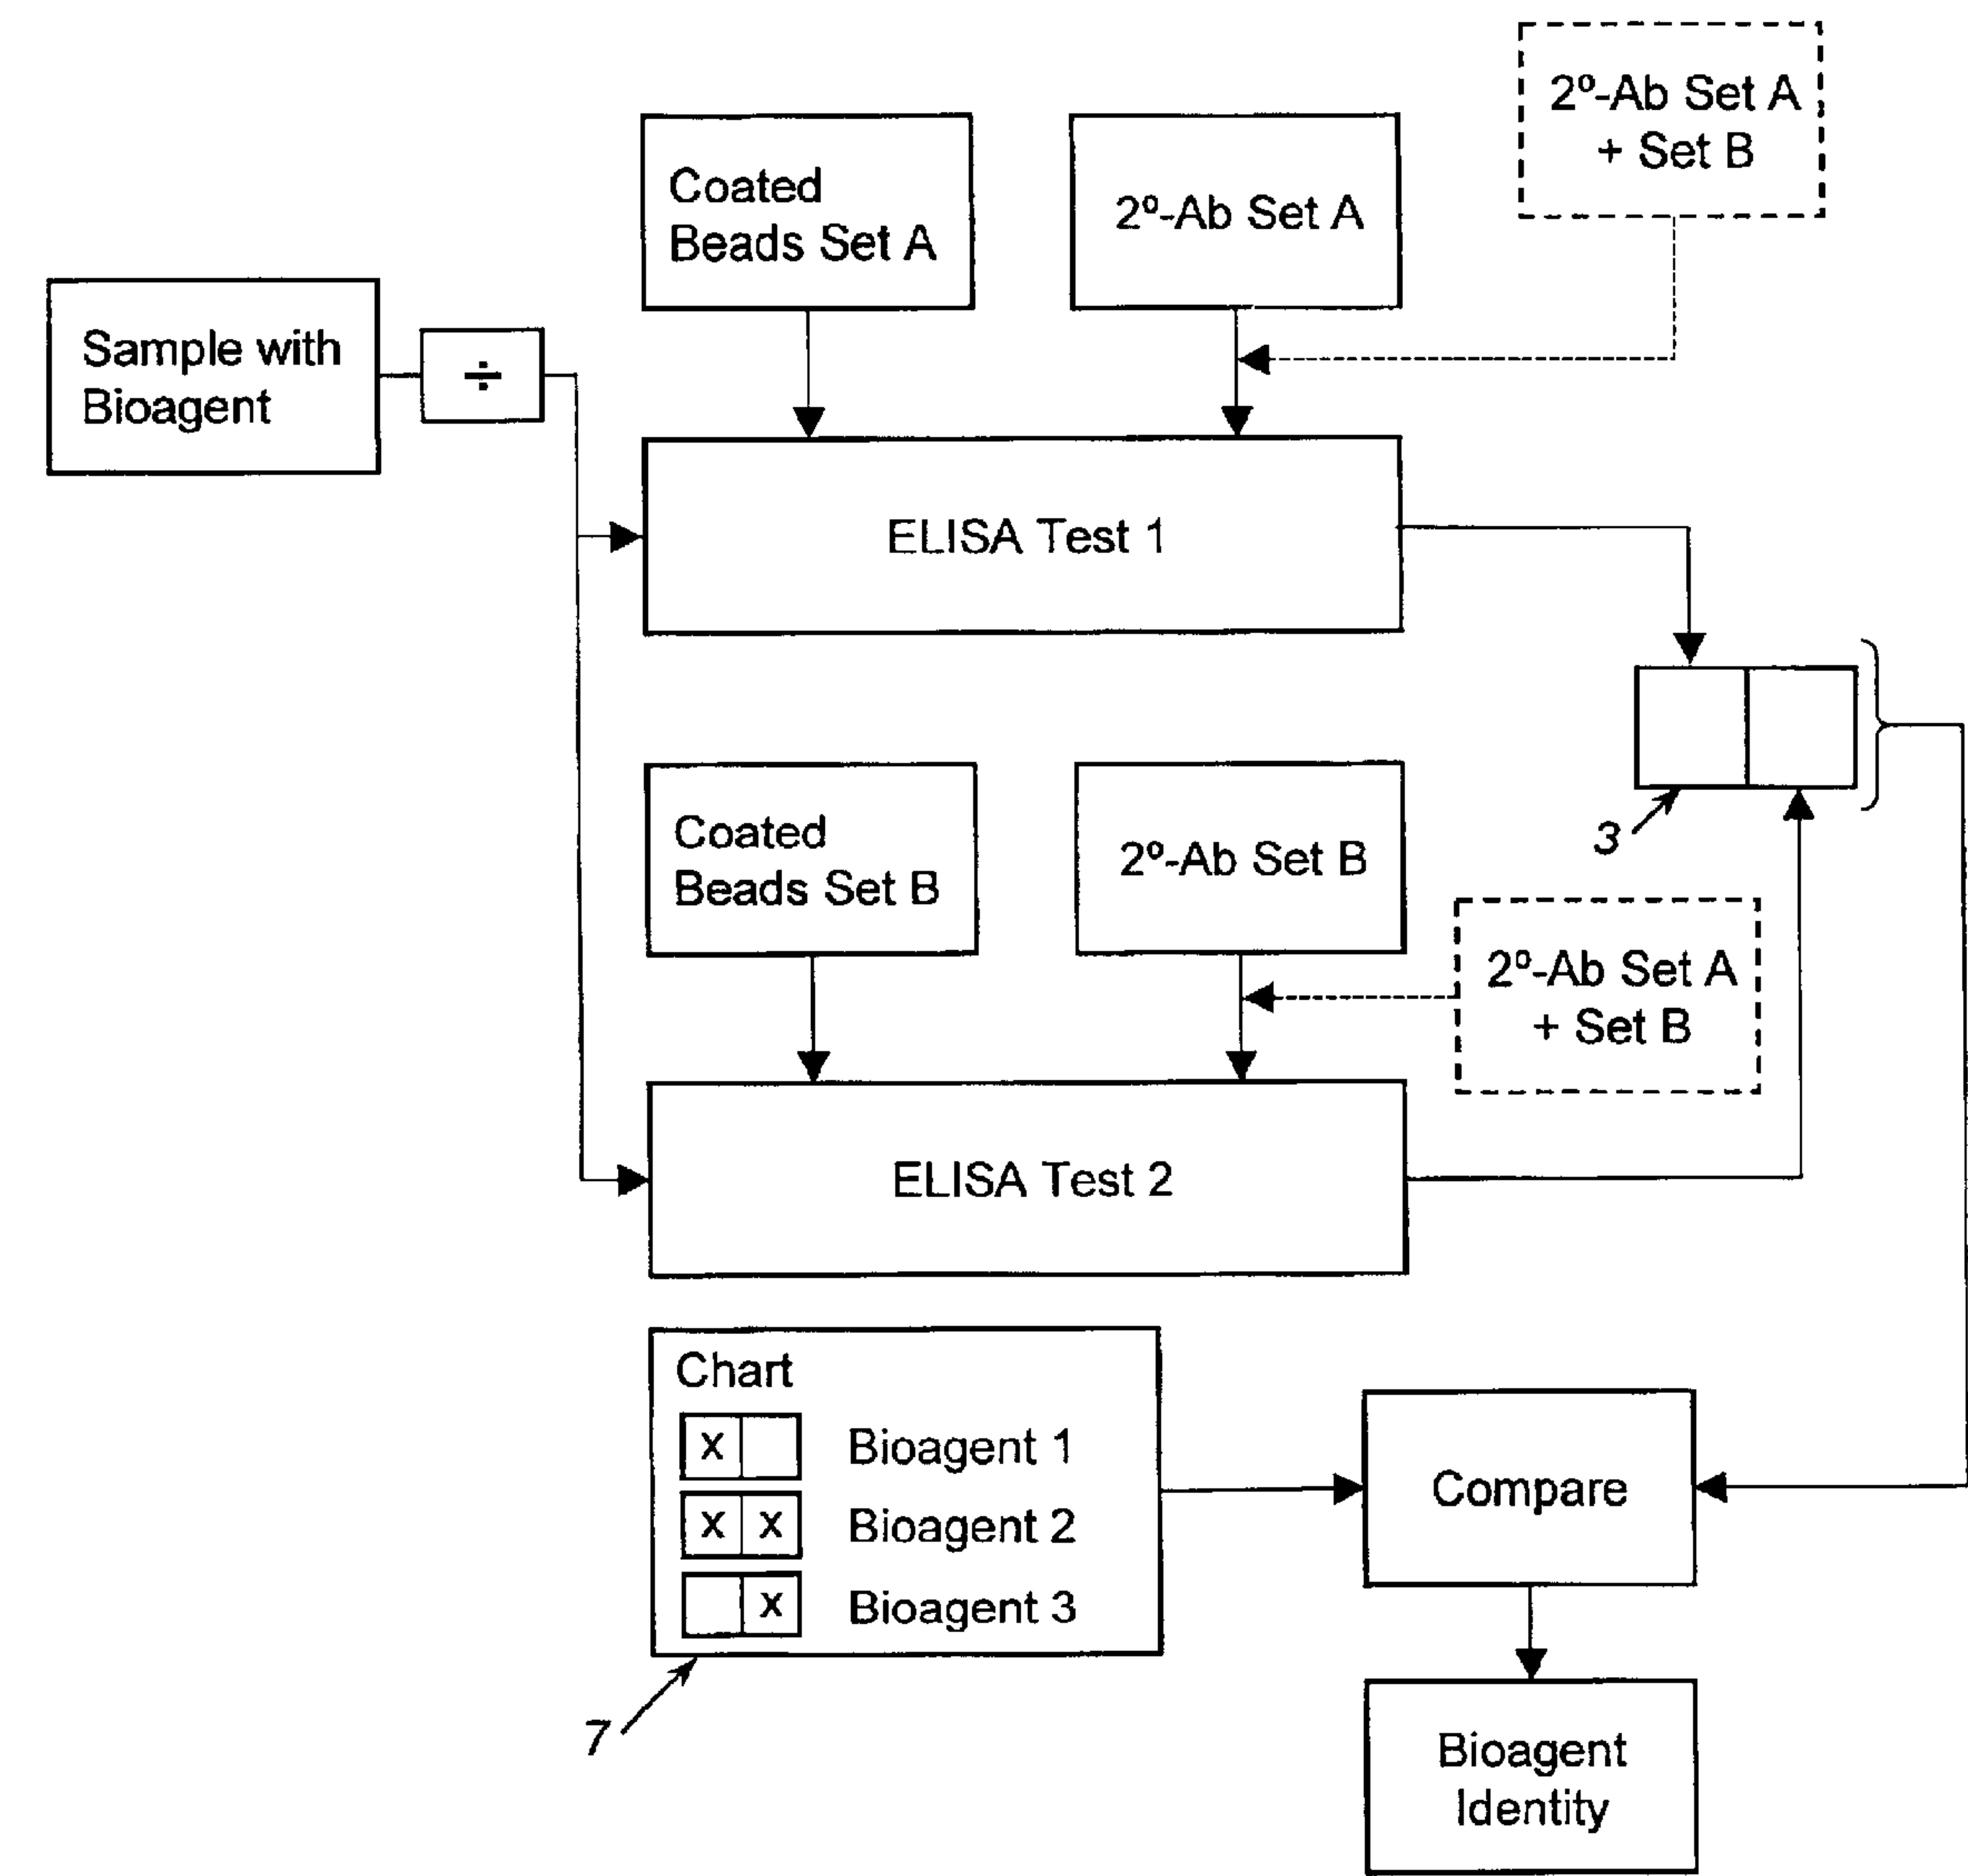 2º-Ab Set A
+ Set B
Coated
Beads Set A
2º-Ab Set A
Sample with
Bioagent
÷
ELISA Test 1
3
Coated
Beads Set B
2º-Ab Set B
2º-Ab Set A
+ Set B
ELISA Test 2
Chart
x Bioagent 1
x x Bioagent 2
x Bioagent 3
7
Compare
Bioagent
Identity